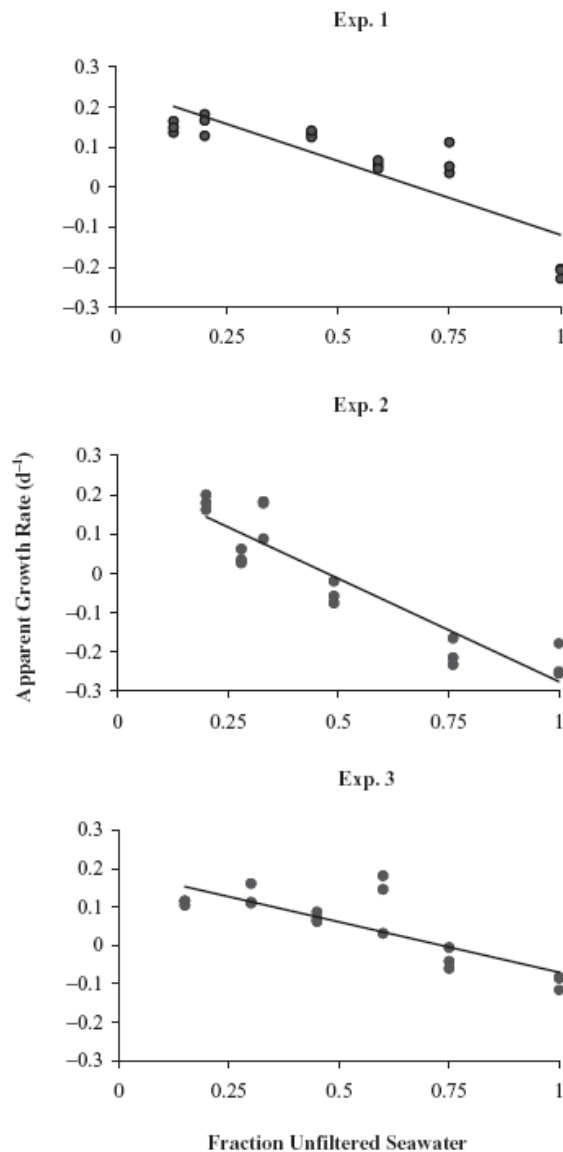 Exp. 1
0.3
0.2
0.1
0
–0.1
–0.2
–0.3
0 0.25 0.5 0.75 1
Exp. 2
Apparent Growth Rate (d⁻¹)
0.3
0.2
0.1
0
–0.1
–0.2
–0.3
0 0.25 0.5 0.75 1
Exp. 3
0.3
0.2
0.1
0
–0.1
–0.2
–0.3
0 0.25 0.5 0.75 1
Fraction Unfiltered Seawater